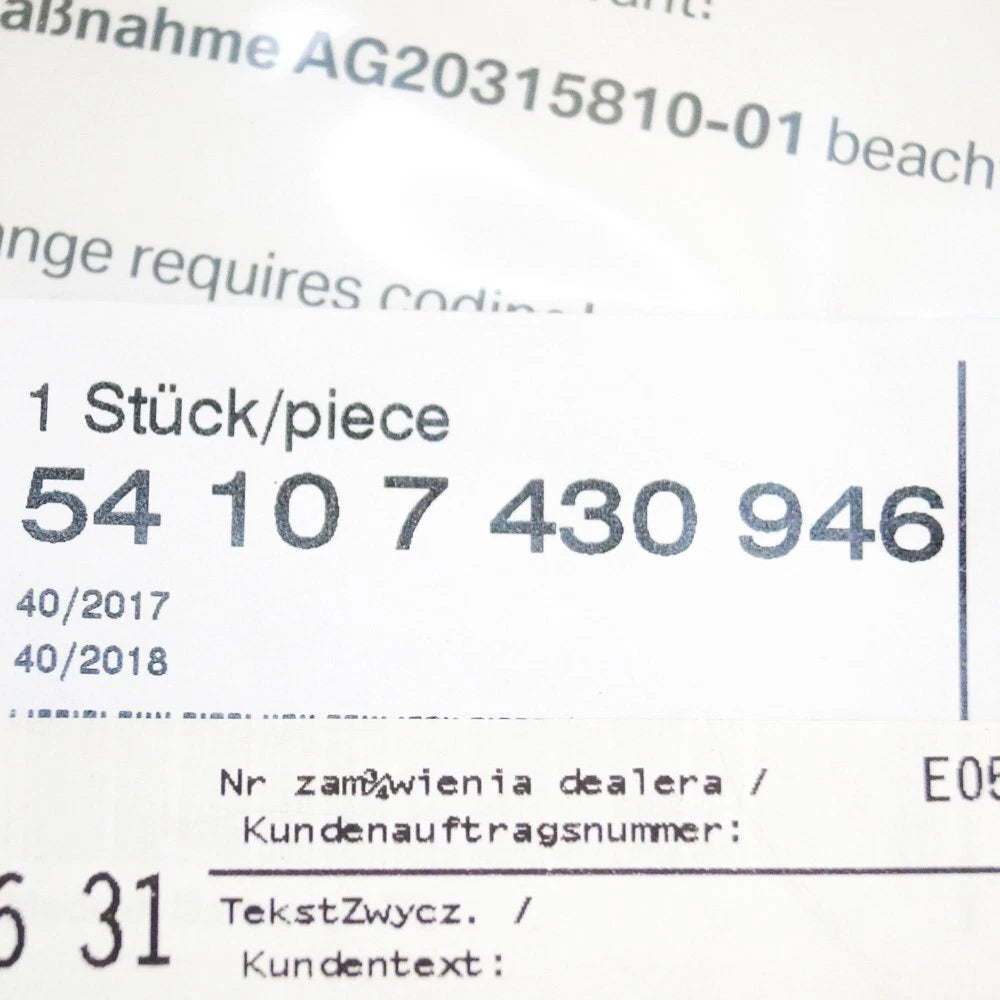 aßnahme AG20315810-01 beach
nge requires
1 Stück/piece
54 10 7 430 946
40/2017
40/2018
Nr zam¾wienia dealera / E05
Kundenauftragsnummer:
6 31
TekstZwycz. /
Kundentext: